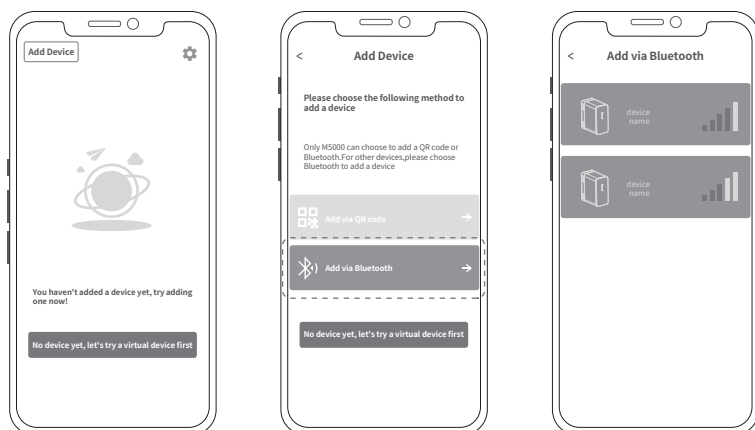 Add Device
You haven't added a device yet, try adding
one now!
No device yet, let's try a virtual device first
<
Add Device
Please choose the following method to
add a device
Only M5000 can choose to add a QR code or
Bluetooth.For other devices,please choose
Bluetooth to add a device
Add via QR code
Add via Bluetooth
No device yet, let's try a virtual device first
<
Add via Bluetooth
device
name
device
name